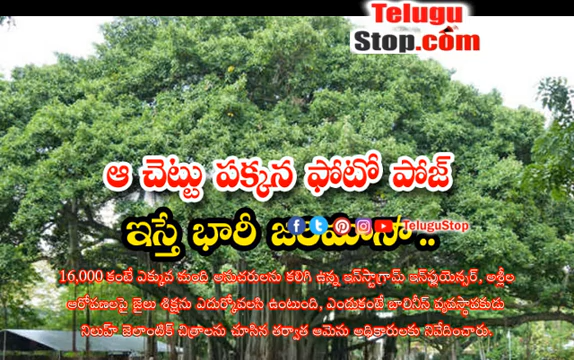 Telugu
Stop.com
ఆ చెట్టు పక్కన ఫోటో పోజ్
ఇస్తే భారీ జరిమానా..
TeluguStop
16,000 కంటే ఎక్కువ మంది అనుచరులను కలిగి ఉన్న ఇన్‌స్టాగ్రామ్ ఇన్‌ఫ్లుయెన్సర్, అశ్లీల
ఆరోపణలపై జైలు శిక్షను ఎదుర్కోవలసి ఉంటుంది, ఎందుకంటే బాలినీస్ వ్యవస్థాపకుడు
నిలుహ్ జెలాంటిక్ చిత్రాలను చూసిన తర్వాత ఆమెను అధికారులకు నివేదించారు.